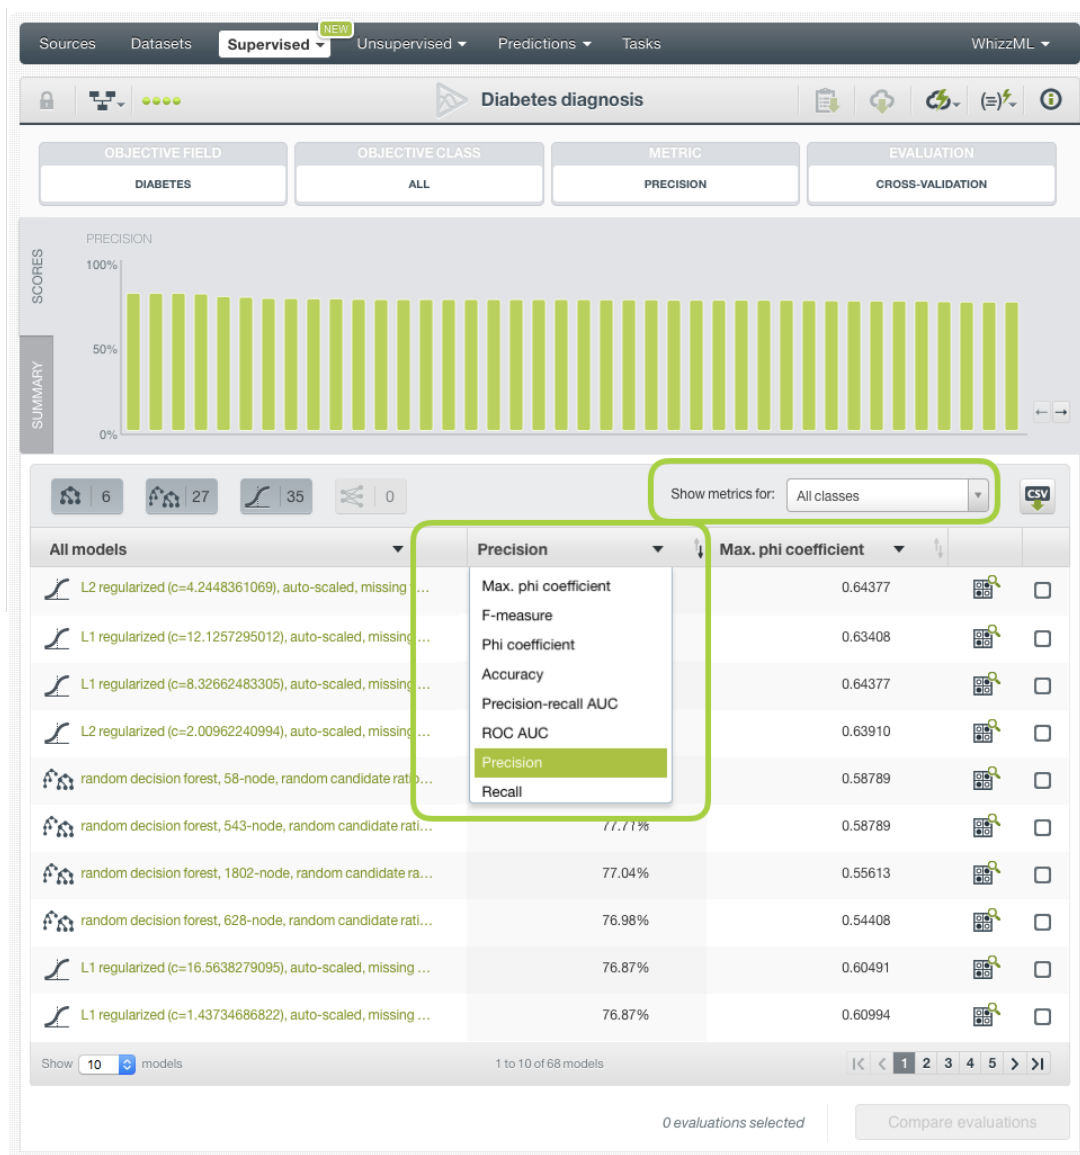 NEW
Sources Datasets Supervised Unsupervised Predictions Tasks WhizzML
Diabetes diagnosis
OBJECTIVE FIELD OBJECTIVE CLASS METRIC EVALUATION
DIABETES ALL PRECISION CROSS-VALIDATION
SCORES
SUMMARY
PRECISION
100%
50%
0%
6 27 35 0 Show metrics for: All classes CSV
All models Precision Max. phi coefficient
L2 regularized (c=4.2448361069), auto-scaled, missing ... 0.64377
L1 regularized (c=12.1257295012), auto-scaled, missing ... 0.63408
L1 regularized (c=8.32662483305), auto-scaled, missing ... 0.64377
L2 regularized (c=2.00962240994), auto-scaled, missing ... 0.63910
random decision forest, 58-node, random candidate ratio... 0.58789
Max. phi coefficient
F-measure
Phi coefficient
Accuracy
Precision-recall AUC
ROC AUC
Precision
Recall
random decision forest, 543-node, random candidate rati... 77.71% 0.58789
random decision forest, 1802-node, random candidate ra... 77.04% 0.55613
random decision forest, 628-node, random candidate rati... 76.98% 0.54408
L1 regularized (c=16.5638279095), auto-scaled, missing ... 76.87% 0.60491
L1 regularized (c=1.43734686822), auto-scaled, missing ... 76.87% 0.60994
Show 10 models 1 to 10 of 68 models 1 2 3 4 5
0 evaluations selected Compare evaluations